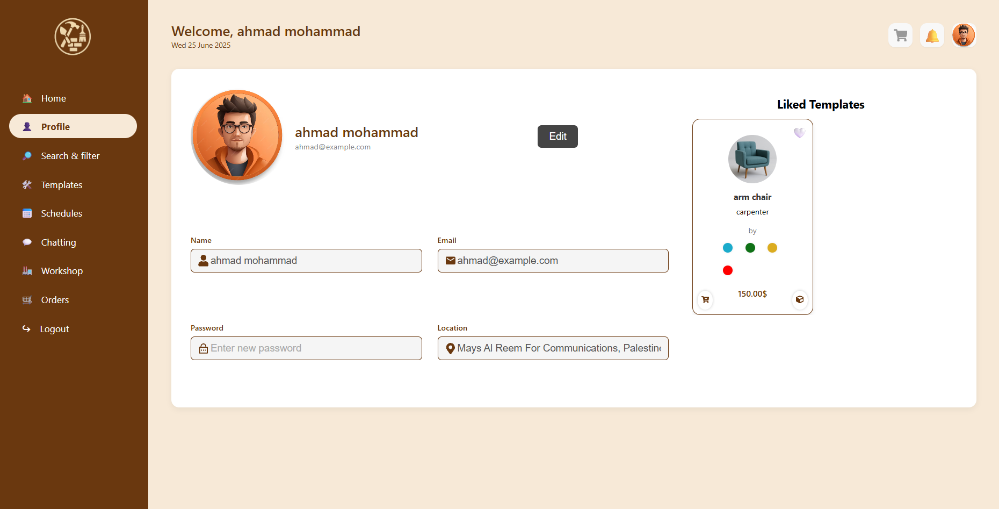 Welcome, ahmad mohammad
Wed 25 June 2025
Home
Profile
Search & filter
Templates
Schedules
Chatting
Workshop
Orders
Logout
ahmad mohammad
ahmad@example.com
Edit
Name
ahmad mohammad
Email
ahmad@example.com
Password
Enter new password
Location
Mays Al Reem For Communications, Palestine
Liked Templates
arm chair
carpenter
by
150.00$